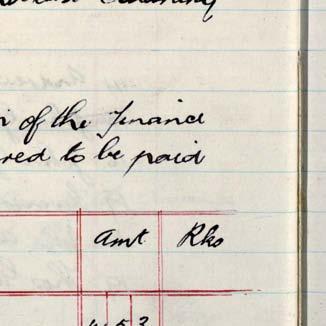 of the Finance
red to be paid
Amt Rks
4 5 3